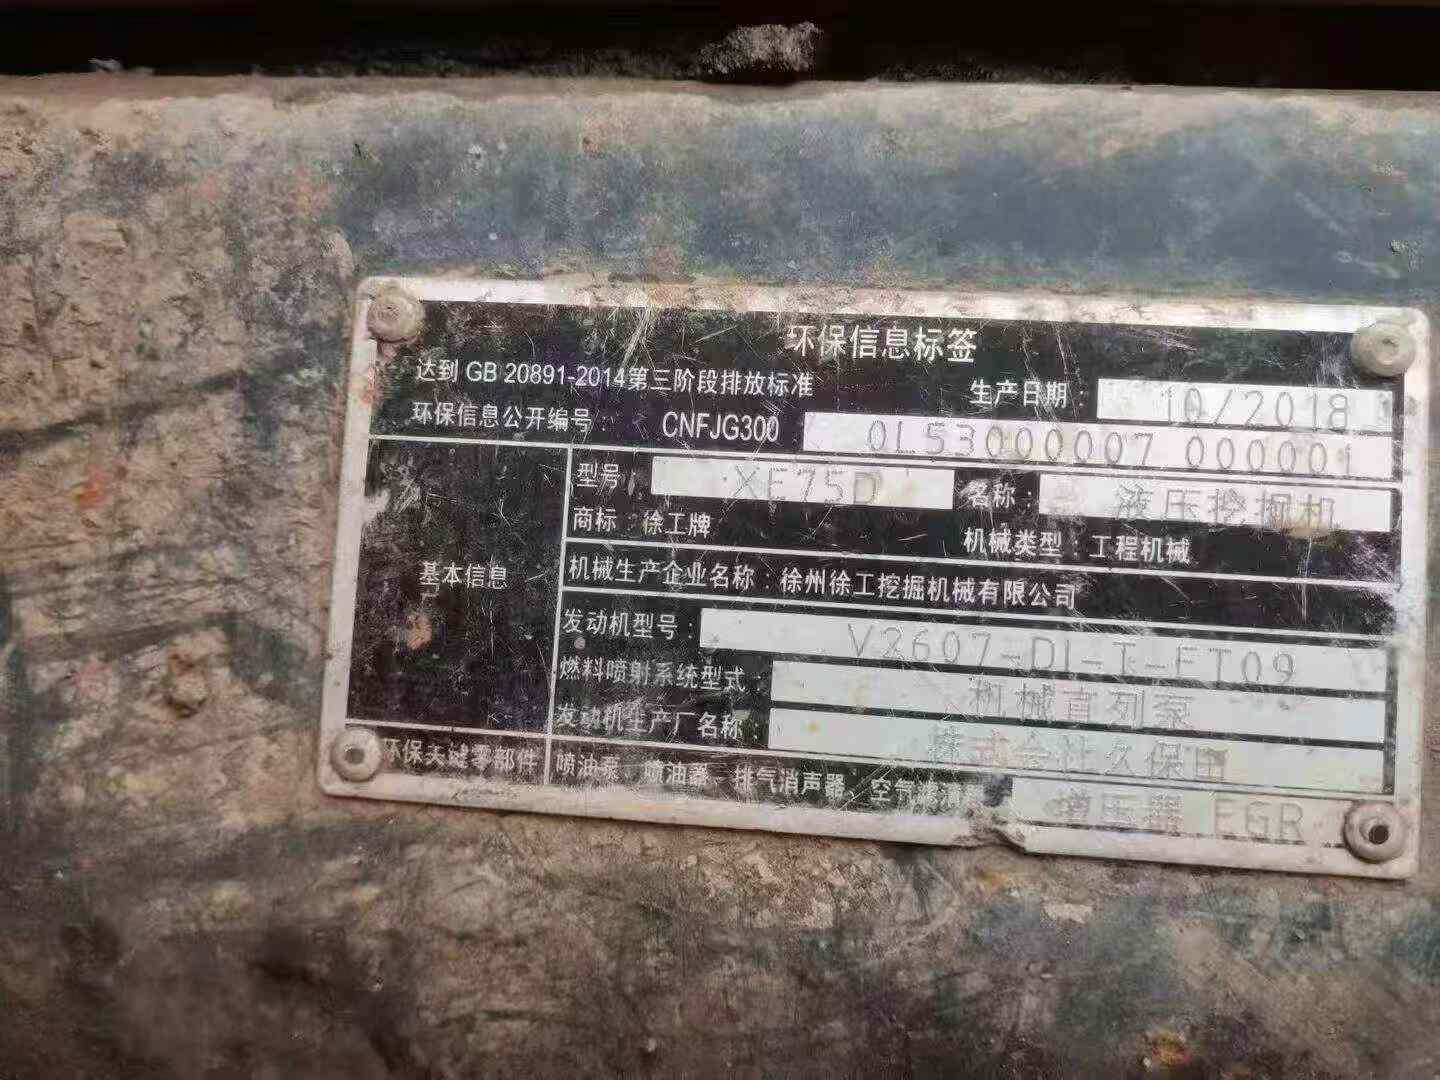 环保信息标签
达到 GB 20891-2014第三阶段排放标准 生产日期： 10/2018
环保信息公开编号： CNFJG300 0L53000007 000001
基本信息
型号： XE75D 名称： 液压挖掘机
商标：徐工牌 机械类型：工程机械
机械生产企业名称：徐州徐工挖掘机械有限公司
发动机型号： V2607-DI-T-ET09
燃料喷射系统型式： 机械直列泵
发动机生产厂名称： 株式会社久保田
环保关键零部件 喷油泵、喷油器、排气消声器、空气滤清器、 增压器 EGR